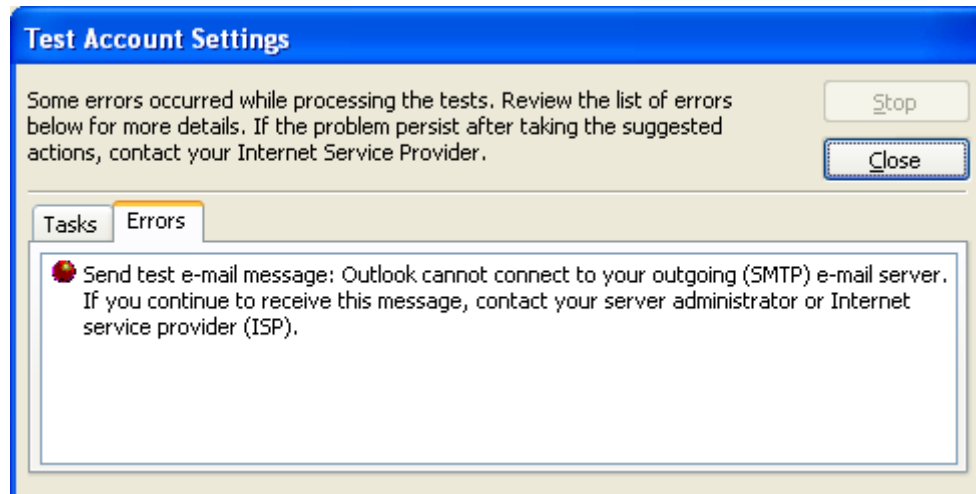 Test Account Settings
Some errors occurred while processing the tests. Review the list of errors
below for more details. If the problem persist after taking the suggested
actions, contact your Internet Service Provider.
Stop
Close
Tasks
Errors
Send test e-mail message: Outlook cannot connect to your outgoing (SMTP) e-mail server.
If you continue to receive this message, contact your server administrator or Internet
service provider (ISP).